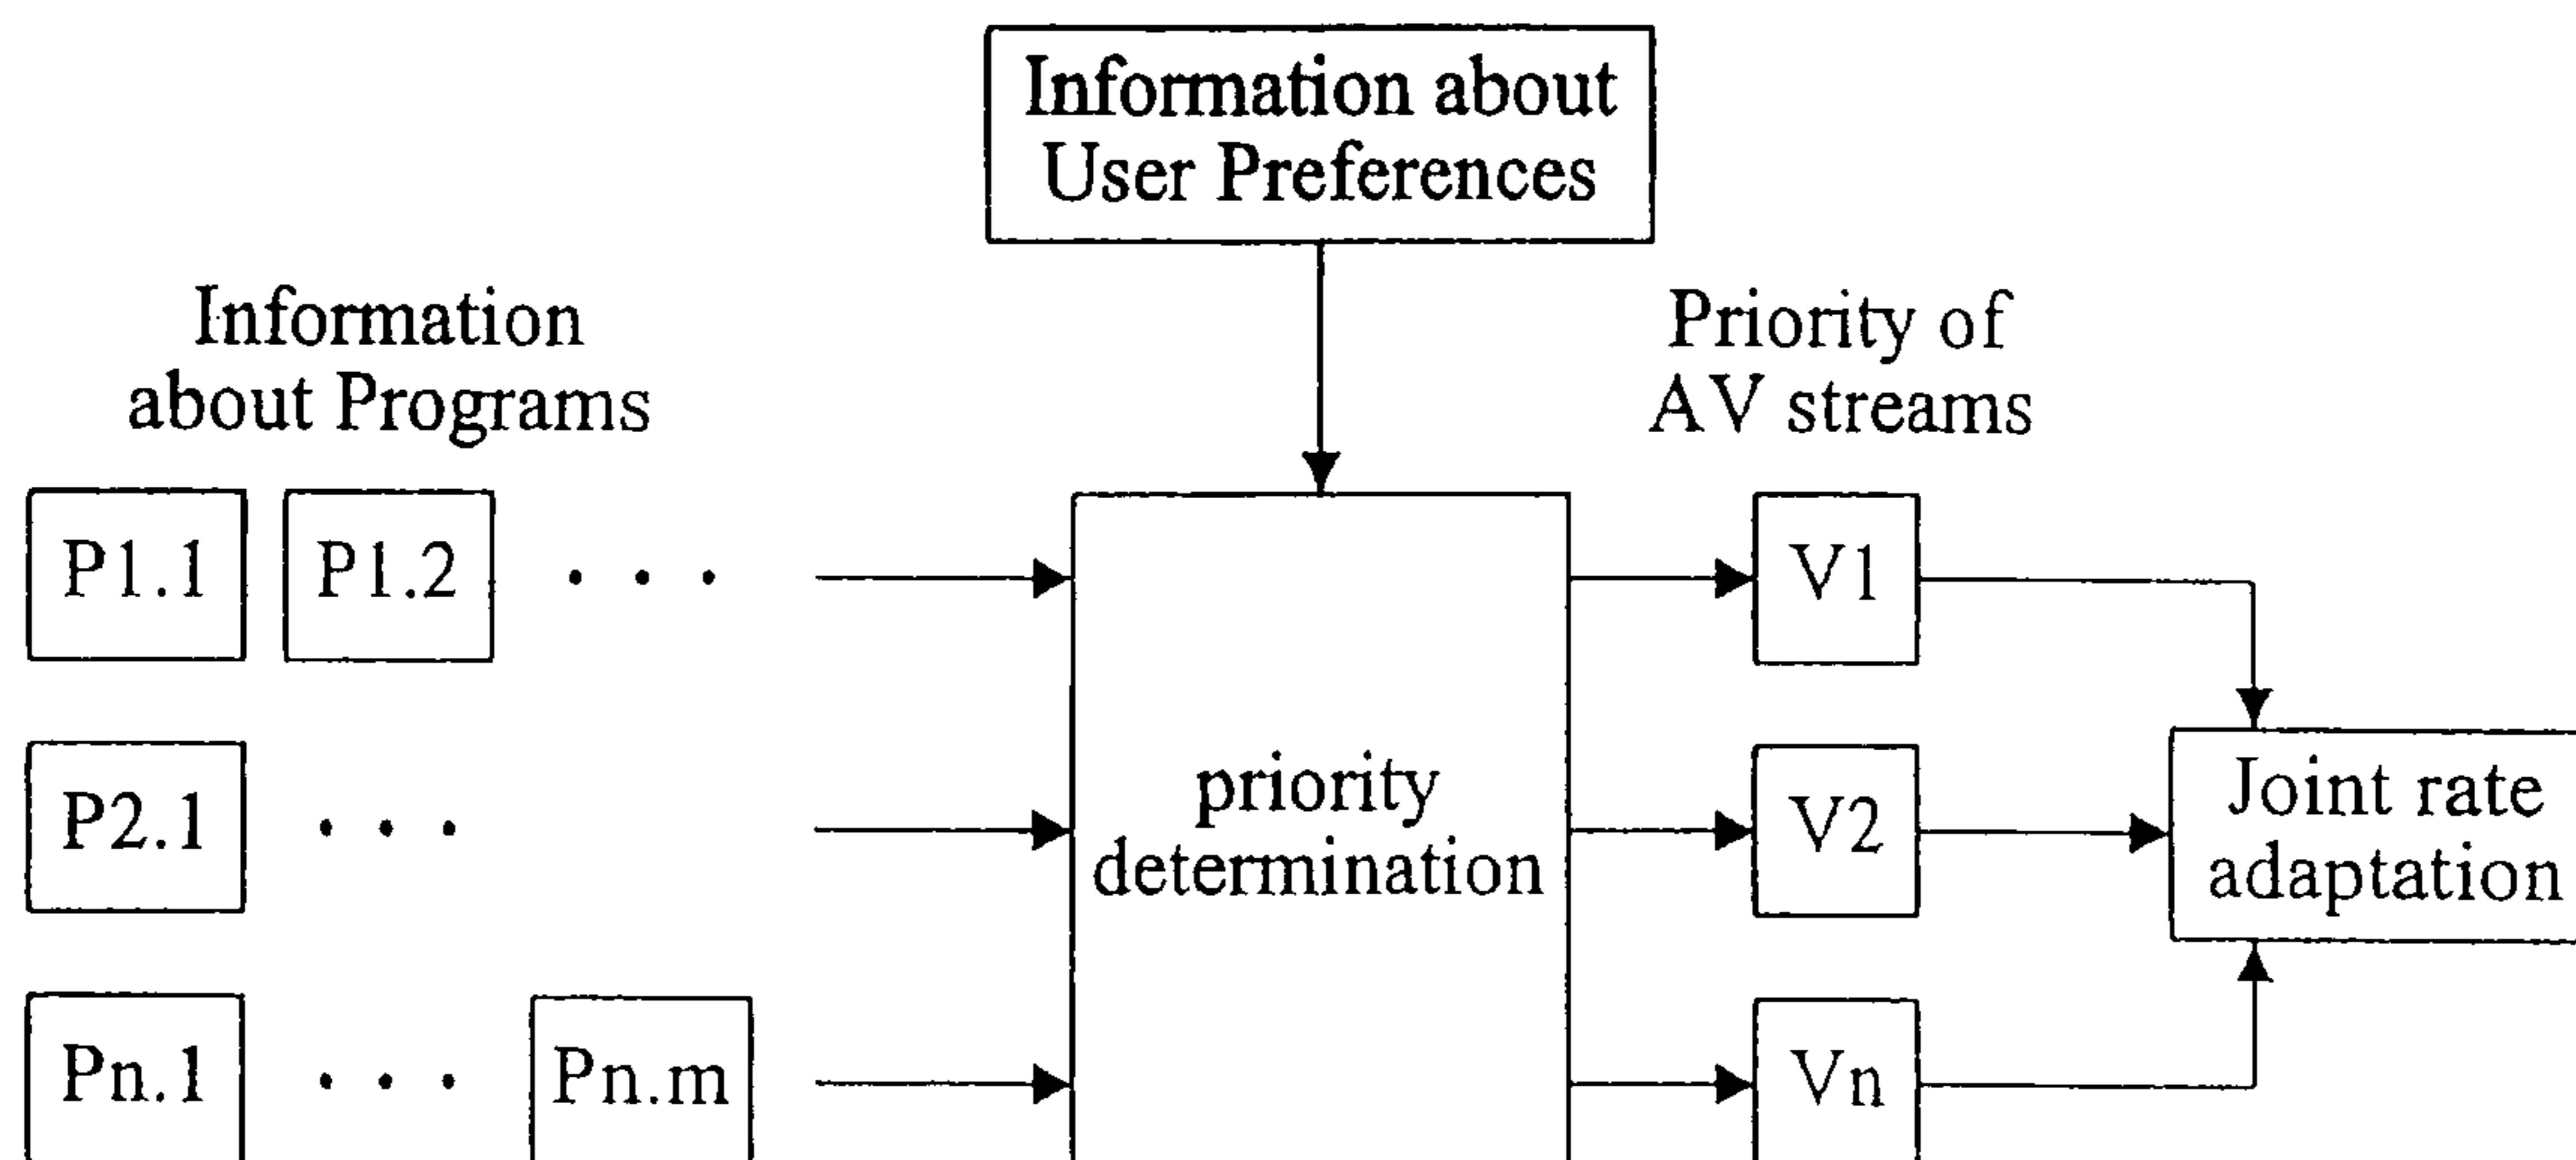 Information about
User Preferences
Information
about Programs
Priority of
AV streams
P1.1
P1.2
. . .
V1
P2.1
. . .
priority
determination
V2
Joint rate
adaptation
Pn.1
. . .
Pn.m
Vn